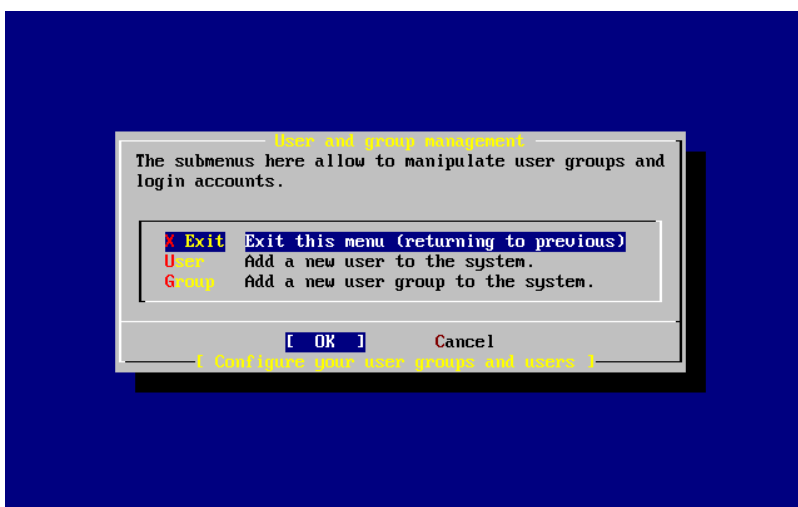 User and group management
The submenus here allow to manipulate user groups and
login accounts.
X Exit Exit this menu (returning to previous)
User Add a new user to the system.
Group Add a new user group to the system.
[ OK ] Cancel
[ Configure your user groups and users ]